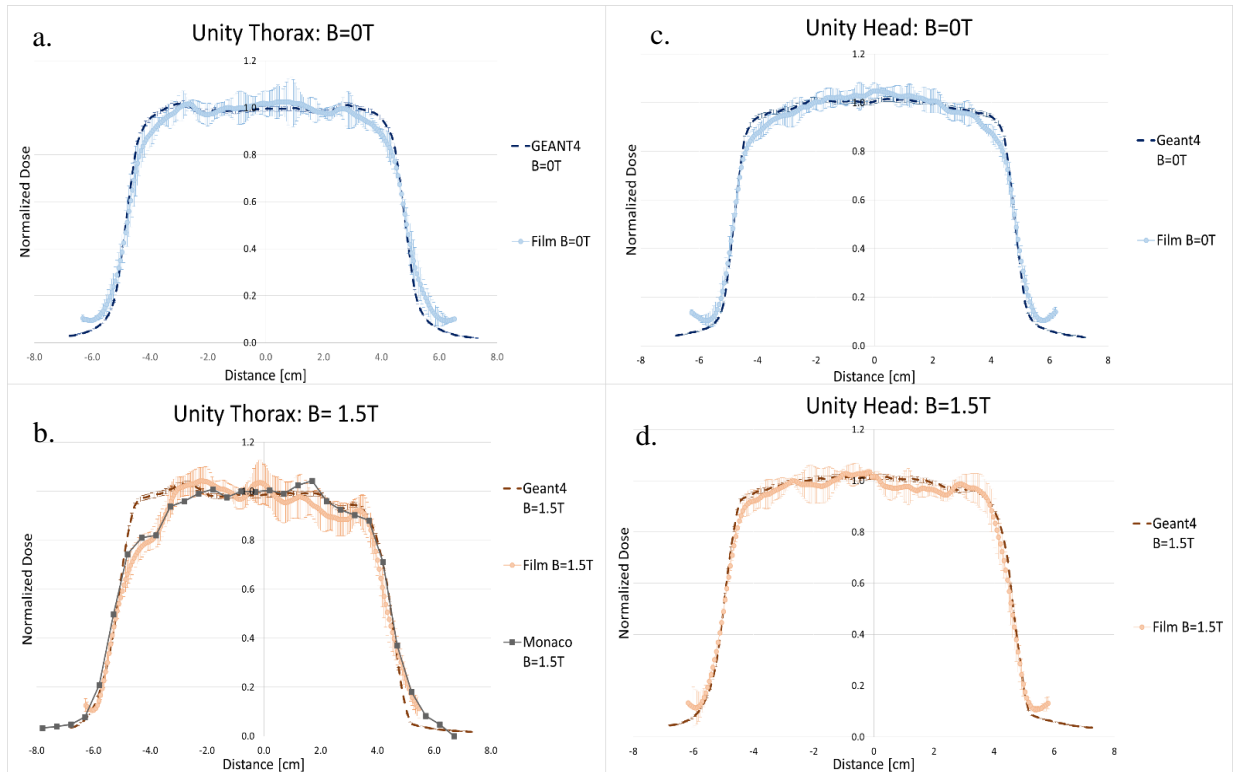 a.
Unity Thorax: B=0T
1.2
1.0
0.8
0.6
0.4
0.2
0.0
-8.0 -6.0 -4.0 -2.0 0.0 2.0 4.0 6.0 8.0
Normalized Dose
Distance [cm]
GEANT4
B=0T
Film B=0T
c.
Unity Head: B=0T
1.2
1.0
0.8
0.6
0.4
0.2
0.0
-8 -6 -4 -2 0 2 4 6 8
Normalized Dose
Distance [cm]
Geant4
B=0T
Film B=0T
b.
Unity Thorax: B= 1.5T
1.2
1.0
0.8
0.6
0.4
0.2
0.0
-8.0 -6.0 -4.0 -2.0 0.0 2.0 4.0 6.0 8.0
Normalized Dose
Distance [cm]
Geant4
B=1.5T
Film B=1.5T
Monaco
B=1.5T
d.
Unity Head: B=1.5T
1.2
1.0
0.8
0.6
0.4
0.2
0.0
-8 -6 -4 -2 0 2 4 6 8
Normalized Dose
Distance [cm]
Geant4
B=1.5T
Film B=1.5T